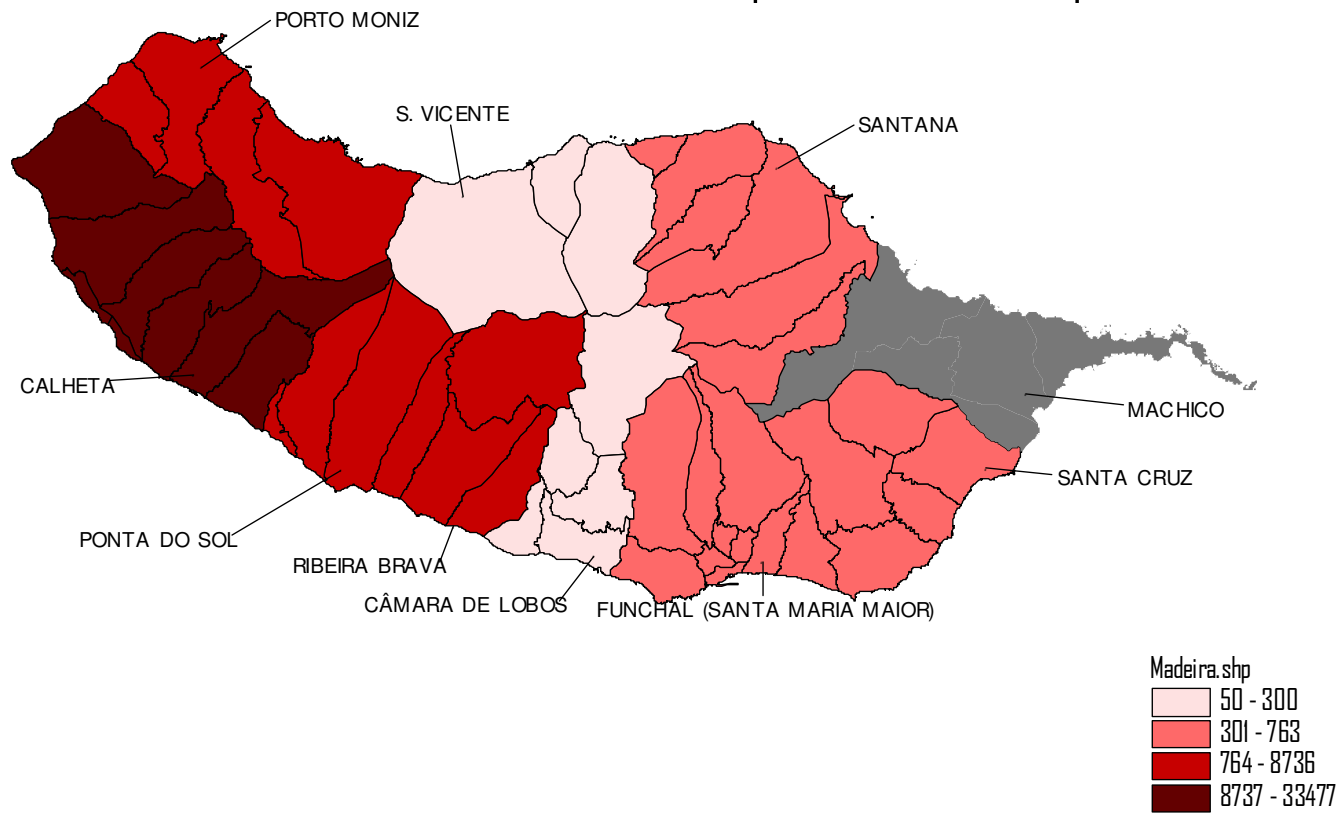 PORTO MONIZ
S. VICENTE
SANTANA
CALHETA
MACHICO
SANTA CRUZ
PONTA DO SOL
RIBEIRA BRAVA
CÂMARA DE LOBOS
FUNCHAL (SANTA MARIA MAIOR)
Madeira.shp
50 - 300
301 - 763
764 - 8736
8737 - 33477